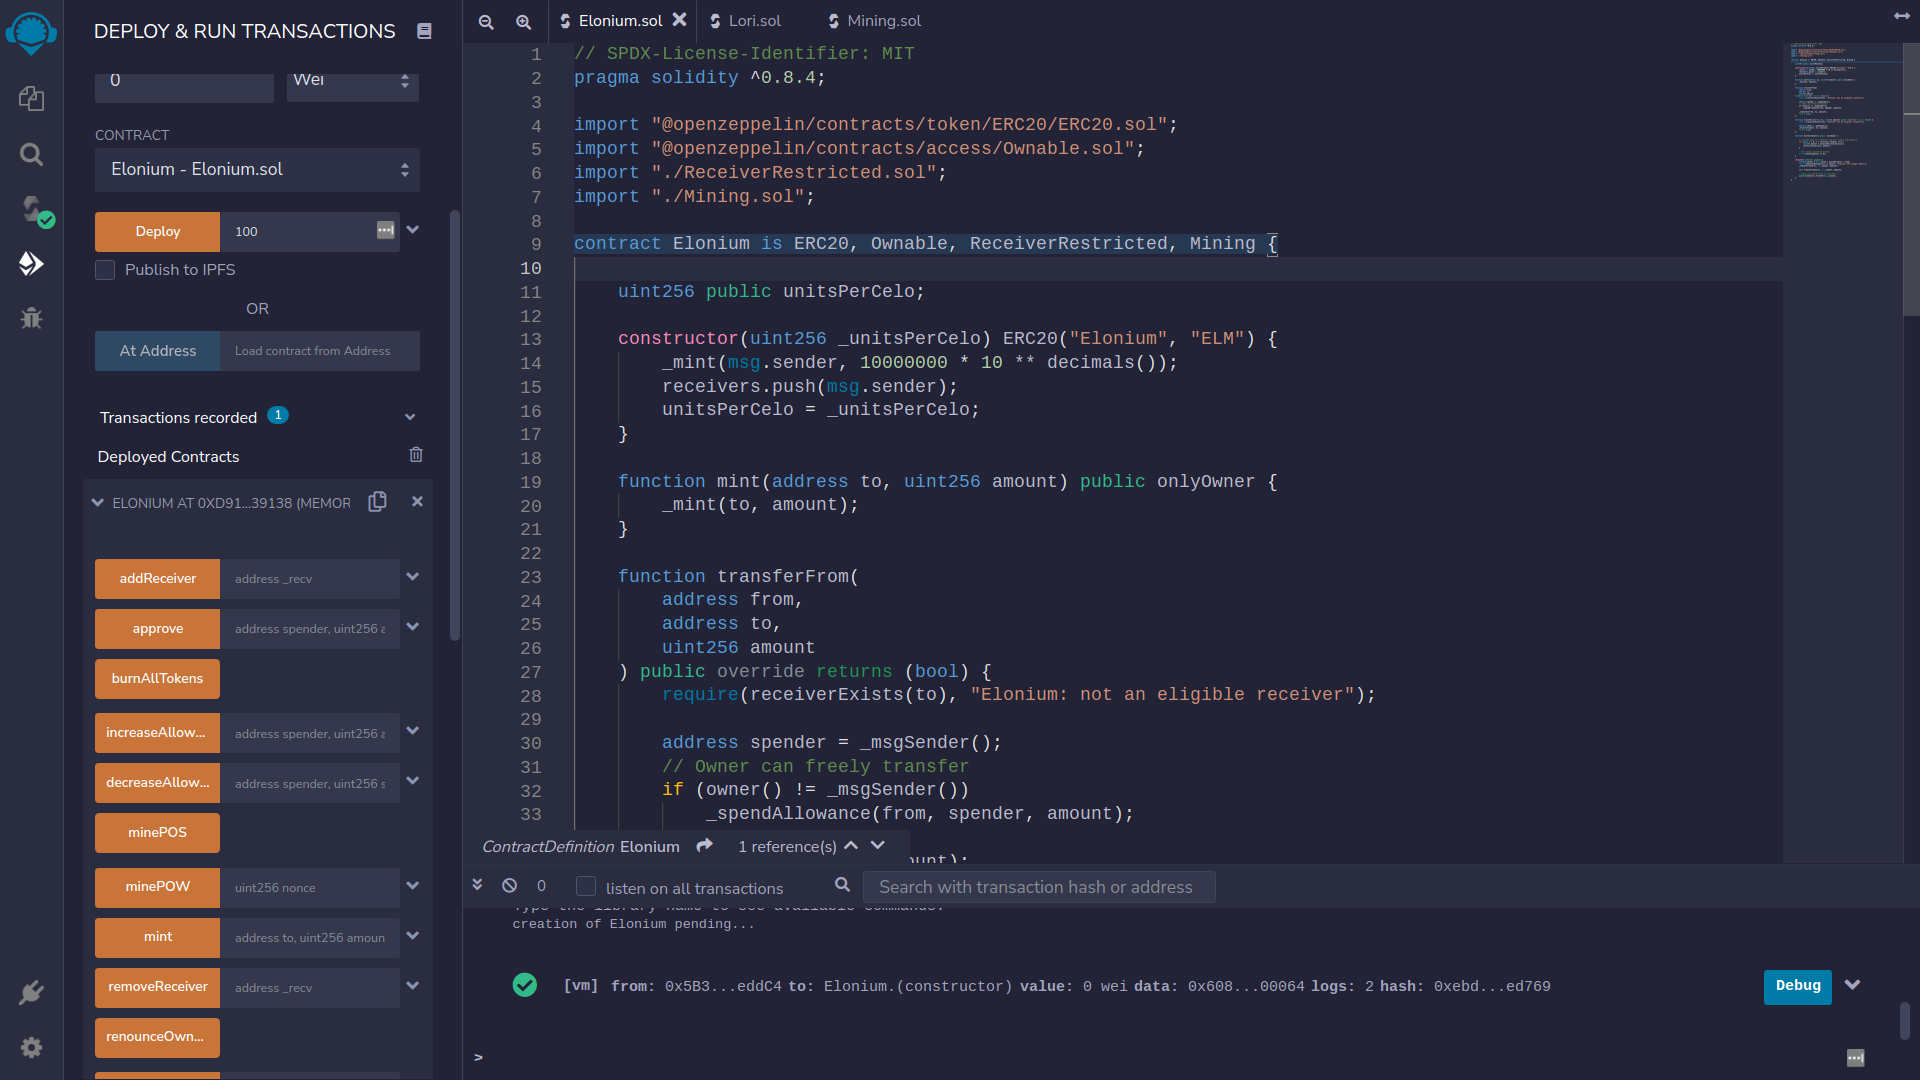 DEPLOY & RUN TRANSACTIONS
0
Wei
CONTRACT
Elonium - Elonium.sol
Deploy
100
Publish to IPFS
OR
At Address
Load contract from Address
Transactions recorded 1
Deployed Contracts
ELONIUM AT 0XD91...39138 (MEMOR
addReceiver
address _recv
approve
address spender, uint256 a
burnAllTokens
increaseAllow...
address spender, uint256 a
decreaseAllow...
address spender, uint256 s
minePOS
minePOW
uint256 nonce
mint
address to, uint256 amoun
removeReceiver
address _recv
renounceOwn...
Elonium.sol
Lori.sol
Mining.sol
1 // SPDX-License-Identifier: MIT
2 pragma solidity ^0.8.4;
3
4 import "@openzeppelin/contracts/token/ERC20/ERC20.sol";
5 import "@openzeppelin/contracts/access/Ownable.sol";
6 import "./ReceiverRestricted.sol";
7 import "./Mining.sol";
8
9 contract Elonium is ERC20, Ownable, ReceiverRestricted, Mining {
10
11 uint256 public unitsPerCelo;
12
13 constructor(uint256 _unitsPerCelo) ERC20("Elonium", "ELM") {
14 _mint(msg.sender, 10000000 * 10 ** decimals());
15 receivers.push(msg.sender);
16 unitsPerCelo = _unitsPerCelo;
17 }
18
19 function mint(address to, uint256 amount) public onlyOwner {
20 _mint(to, amount);
21 }
22
23 function transferFrom(
24 address from,
25 address to,
26 uint256 amount
27 ) public override returns (bool) {
28 require(receiverExists(to), "Elonium: not an eligible receiver");
29
30 address spender = _msgSender();
31 // Owner can freely transfer
32 if (owner() != _msgSender())
33 _spendAllowance(from, spender, amount);
ContractDefinition Elonium
1 reference(s)
ount);
0
listen on all transactions
Search with transaction hash or address
Type the library name to see available commands.
creation of Elonium pending...
[vm] from: 0x5B3...eddC4 to: Elonium.(constructor) value: 0 wei data: 0x608...00064 logs: 2 hash: 0xebd...ed769
Debug
>